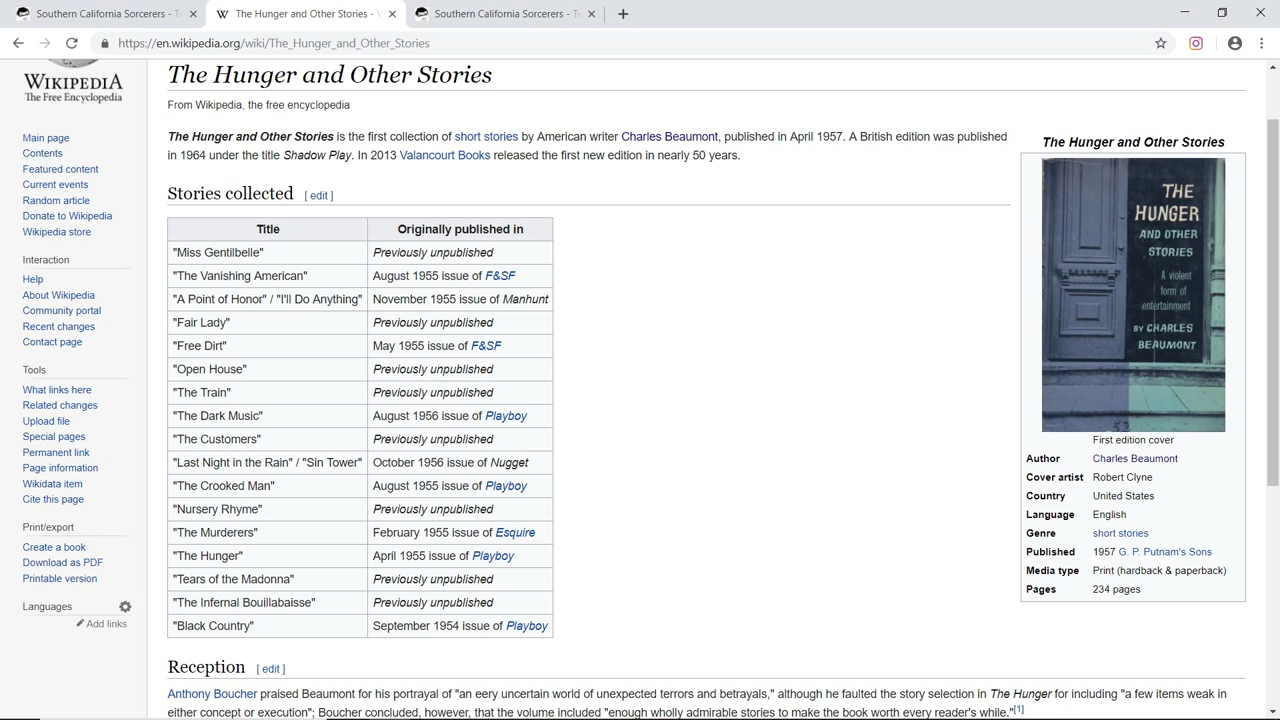 Southern California Sorcerers - T
The Hunger and Other Stories -
Southern California Sorcerers - T
https://en.wikipedia.org/wiki/The_Hunger_and_Other_Stories
WIKIPEDIA
The Free Encyclopedia
Main page
Contents
Featured content
Current events
Random article
Donate to Wikipedia
Wikipedia store
Interaction
Help
About Wikipedia
Community portal
Recent changes
Contact page
Tools
What links here
Related changes
Upload file
Special pages
Permanent link
Page information
Wikidata item
Cite this page
Print/export
Create a book
Download as PDF
Printable version
Languages
Add links
The Hunger and Other Stories
From Wikipedia, the free encyclopedia
The Hunger and Other Stories is the first collection of short stories by American writer Charles Beaumont, published in April 1957. A British edition was published
in 1964 under the title Shadow Play. In 2013 Valancourt Books released the first new edition in nearly 50 years.
Stories collected [ edit ]
Title Originally published in
"Miss Gentilbelle" Previously unpublished
"The Vanishing American" August 1955 issue of F&SF
"A Point of Honor" / "I'll Do Anything" November 1955 issue of Manhunt
"Fair Lady" Previously unpublished
"Free Dirt" May 1955 issue of F&SF
"Open House" Previously unpublished
"The Train" Previously unpublished
"The Dark Music" August 1956 issue of Playboy
"The Customers" Previously unpublished
"Last Night in the Rain" / "Sin Tower" October 1956 issue of Nugget
"The Crooked Man" August 1955 issue of Playboy
"Nursery Rhyme" Previously unpublished
"The Murderers" February 1955 issue of Esquire
"The Hunger" April 1955 issue of Playboy
"Tears of the Madonna" Previously unpublished
"The Infernal Bouillabaisse" Previously unpublished
"Black Country" September 1954 issue of Playboy
Reception [ edit ]
Anthony Boucher praised Beaumont for his portrayal of "an eery uncertain world of unexpected terrors and betrayals," although he faulted the story selection in The Hunger for including "a few items weak in
either concept or execution"; Boucher concluded, however, that the volume included "enough wholly admirable stories to make the book worth every reader's while."[1]
The Hunger and Other Stories
THE
HUNGER
AND OTHER
STORIES
A violent
form of
entertainment
BY CHARLES
BEAUMONT
First edition cover
Author Charles Beaumont
Cover artist Robert Clyne
Country United States
Language English
Genre short stories
Published 1957 G. P. Putnam's Sons
Media type Print (hardback & paperback)
Pages 234 pages